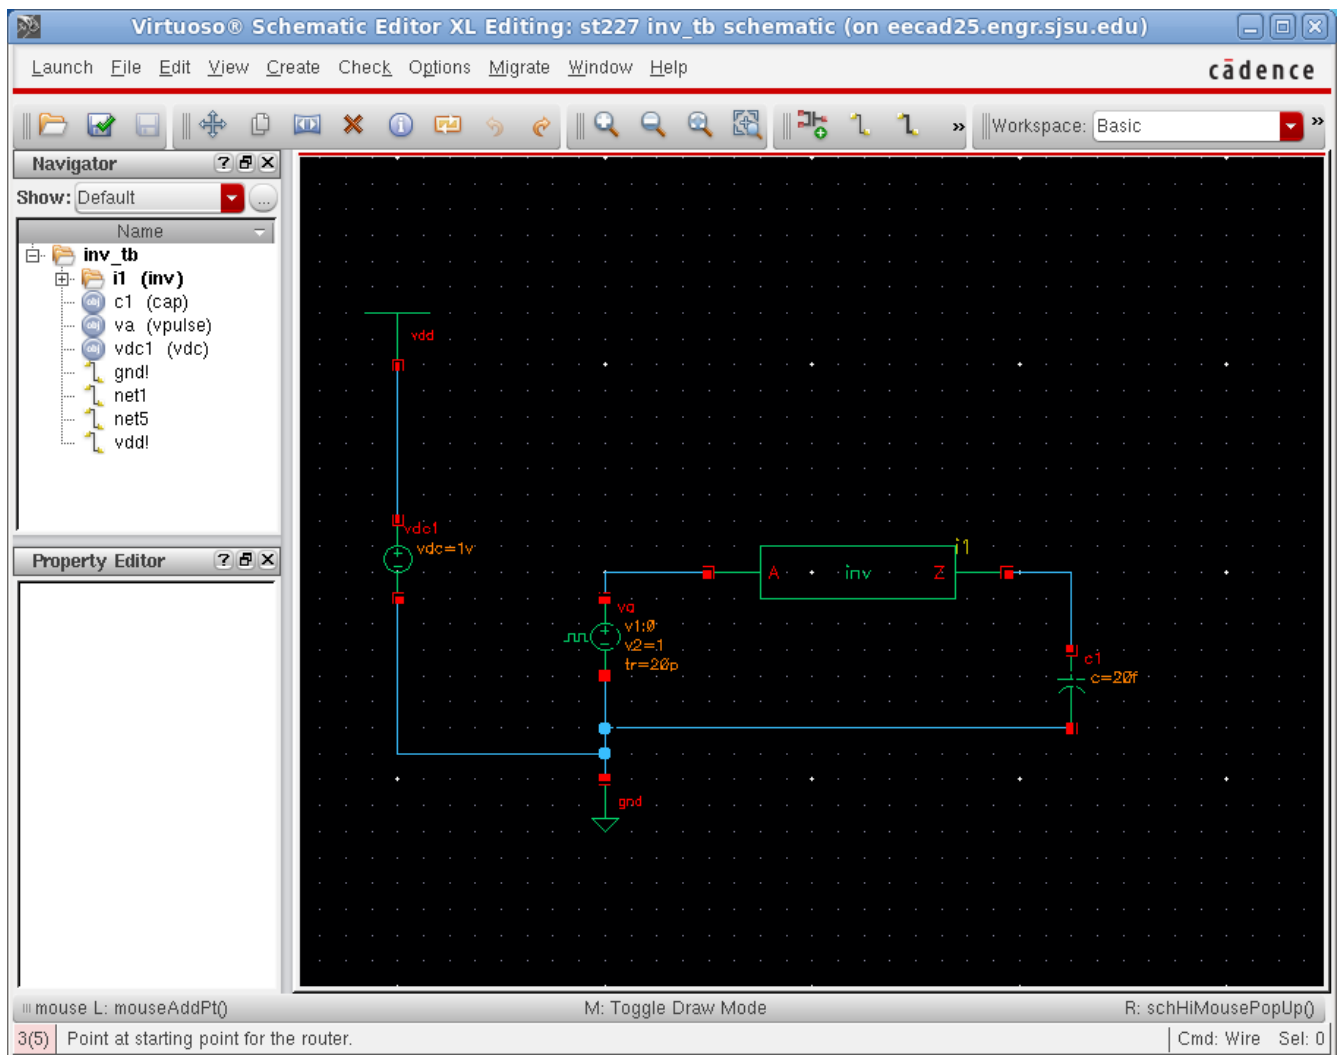 Virtuoso® Schematic Editor XL Editing: st227 inv_tb schematic (on eecad25.engr.sjsu.edu)
Launch File Edit View Create Check Options Migrate Window Help
cādence
Workspace: Basic
Navigator
Show: Default
Name
inv_tb
i1 (inv)
c1 (cap)
va (vpulse)
vdc1 (vdc)
gnd!
net1
net5
vdd!
Property Editor
vdd
vdc1
vdc=1v
i1
A inv Z
va
v1:0
v2=1
tr=20p
c1
c=20f
gnd
mouse L: mouseAddPt() M: Toggle Draw Mode R: schHiMousePopUp()
3(5) Point at starting point for the router. Cmd: Wire Sel: 0